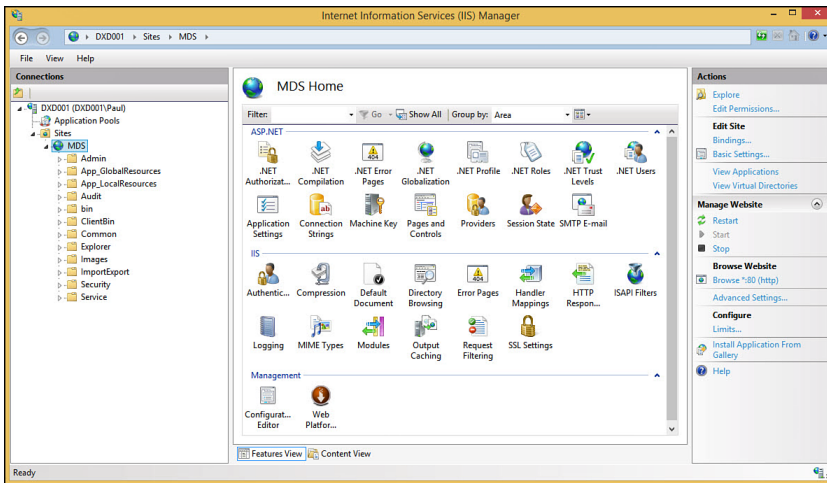 Internet Information Services (IIS) Manager
DXD001 Sites MDS
File View Help
Connections
DXD001 (DXD001\Paul)
Application Pools
Sites
MDS
Admin
App_GlobalResources
App_LocalResources
Audit
bin
ClientBin
Common
Explorer
Images
ImportExport
Security
Service
MDS Home
Filter: Go Show All Group by: Area
ASP.NET
.NET Authorizat...
.NET Compilation
.NET Error Pages
.NET Globalization
.NET Profile
.NET Roles
.NET Trust Levels
.NET Users
Application Settings
Connection Strings
Machine Key
Pages and Controls
Providers
Session State
SMTP E-mail
IIS
Authentic...
Compression
Default Document
Directory Browsing
Error Pages
Handler Mappings
HTTP Respon...
ISAPI Filters
Logging
MIME Types
Modules
Output Caching
Request Filtering
SSL Settings
Management
Configurat... Editor
Web Platfor...
Features View Content View
Actions
Explore
Edit Permissions...
Edit Site
Bindings...
Basic Settings...
View Applications
View Virtual Directories
Manage Website
Restart
Start
Stop
Browse Website
Browse *:80 (http)
Advanced Settings...
Configure
Limits...
Install Application From
Gallery
Help
Ready